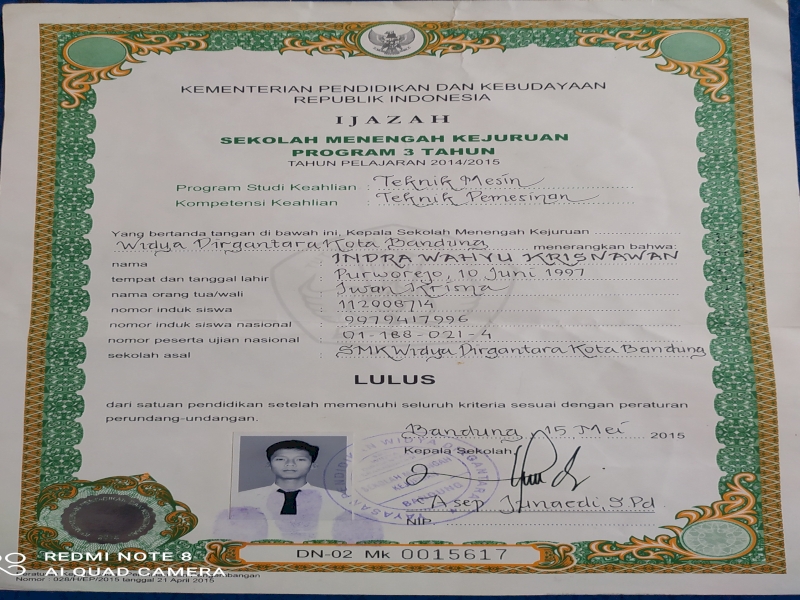 KEMENTERIAN PENDIDIKAN DAN KEBUDAYAAN
REPUBLIK INDONESIA
IJAZAH
SEKOLAH MENENGAH KEJURUAN
PROGRAM 3 TAHUN
TAHUN PELAJARAN 2014/2015
Program Studi Keahlian : Teknik Mesin
Kompetensi Keahlian : Teknik Pemesinan
Yang bertanda tangan di bawah ini, Kepala Sekolah Menengah Kejuruan
Widya Dirgantara Kota Bandung menerangkan bahwa:
nama : INDRA WAHYU KRISNAWAN
tempat dan tanggal lahir : Purworejo, 10 Juni 1997
nama orang tua/wali : Iwan Krisna
nomor induk siswa : 112008714
nomor induk siswa nasional : 9979417996
nomor peserta ujian nasional : 01-188-021-4
sekolah asal : SMK Widya Dirgantara Kota Bandung
LULUS
dari satuan pendidikan setelah memenuhi seluruh kriteria sesuai dengan peraturan
perundang-undangan.
Bandung, 15 Mei 2015
Kepala Sekolah,
Asep Junaedi, S.Pd
NIP.
DN-02 Mk 0015617
REDMI NOTE 8
AI QUAD CAMERA
Nomor : 028/H/EP/2015 tanggal 21 April 2015